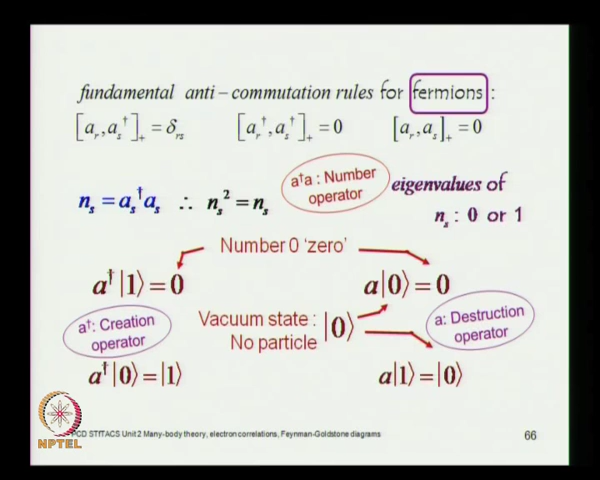 fundamental anti-commutation rules for fermions:
[a_r, a_s†]_+ = δ_rs    [a_r†, a_s†]_+ = 0    [a_r, a_s]_+ = 0
a†a : Number operator
n_s = a_s† a_s ∴ n_s² = n_s
eigenvalues of
n_s : 0 or 1
Number 0 'zero'
a†|1⟩ = 0    a|0⟩ = 0
a†: Creation operator
Vacuum state : |0⟩
No particle
a: Destruction operator
a†|0⟩ = |1⟩    a|1⟩ = |0⟩
NPTEL
PCD STiTACS Unit 2 Many-body theory, electron correlations, Feynman-Goldstone diagrams
66